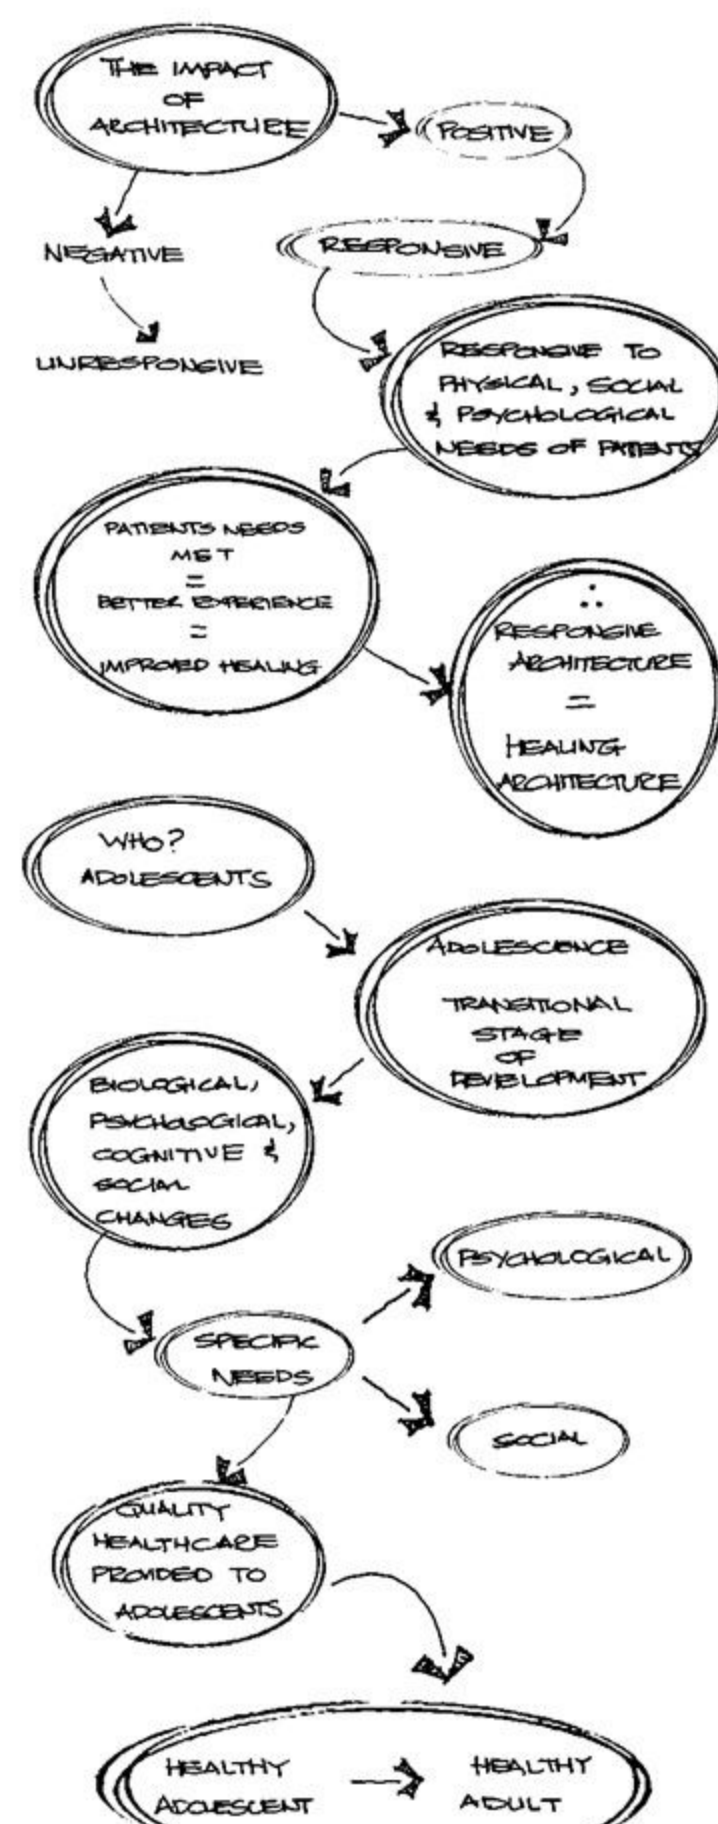 THE IMPACT
OF
ARCHITECTURE
POSITIVE
NEGATIVE
RESPONSIVE
UNRESPONSIVE
RESPONSIVE TO
PHYSICAL, SOCIAL
& PSYCHOLOGICAL
NEEDS OF PATIENTS
PATIENTS NEEDS
MET
=
BETTER EXPERIENCE
=
IMPROVED HEALING
∴
RESPONSIVE
ARCHITECTURE
=
HEALING
ARCHITECTURE
WHO?
ADOLESCENTS
ADOLESCENCE
TRANSITIONAL
STAGE
OF
DEVELOPMENT
BIOLOGICAL,
PSYCHOLOGICAL,
COGNITIVE &
SOCIAL
CHANGES
PSYCHOLOGICAL
SPECIFIC
NEEDS
SOCIAL
QUALITY
HEALTHCARE
PROVIDED TO
ADOLESCENTS
HEALTHY ADOLESCENT
HEALTHY ADULT